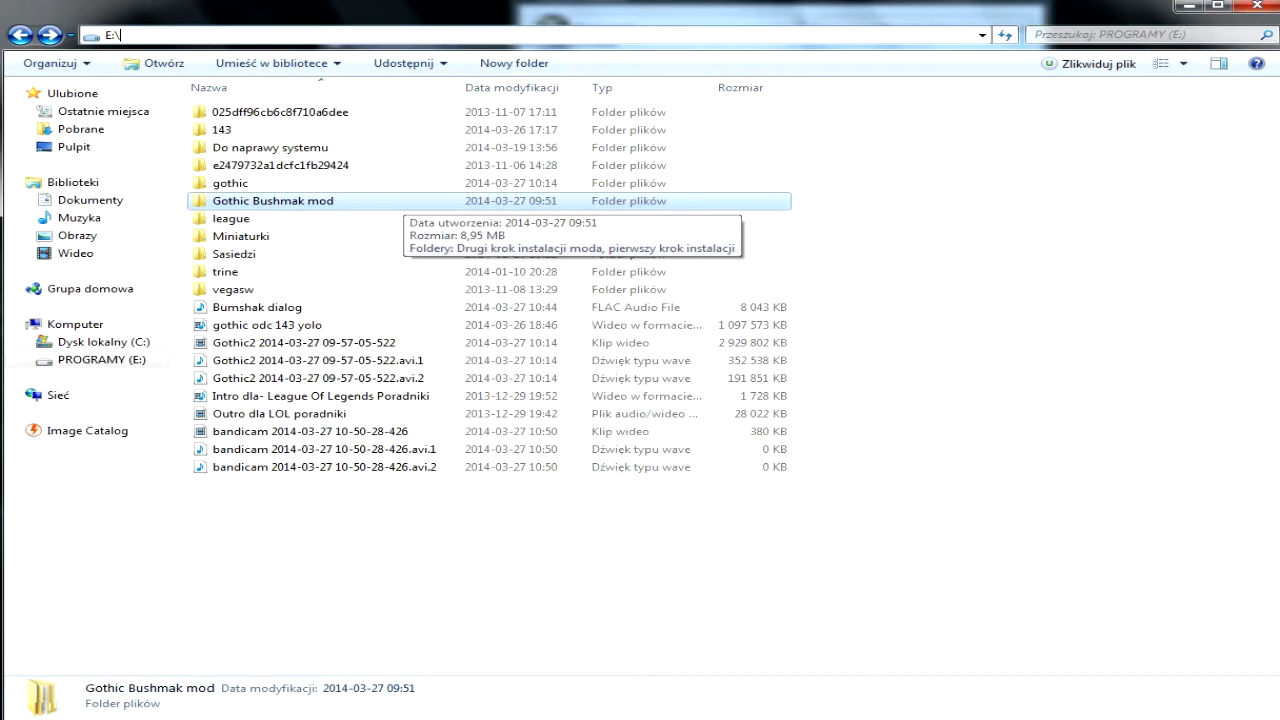 E:\
Przeszukaj: PROGRAMY (E:)
Organizuj Otwórz Umieść w bibliotece Udostępnij Nowy folder Zlikwiduj plik
Ulubione
Ostatnie miejsca
Pobrane
Pulpit
Biblioteki
Dokumenty
Muzyka
Obrazy
Wideo
Grupa domowa
Komputer
Dysk lokalny (C:)
PROGRAMY (E:)
Sieć
Image Catalog
Nazwa Data modyfikacji Typ Rozmiar
025dff96cb6c8f710a6dee 2013-11-07 17:11 Folder plików
143 2014-03-26 17:17 Folder plików
Do naprawy systemu 2014-03-19 13:56 Folder plików
e2479732a1dcfc1fb29424 2013-11-06 14:28 Folder plików
gothic 2014-03-27 10:14 Folder plików
Gothic Bushmak mod 2014-03-27 09:51 Folder plików
league
Miniaturki
Sasiedzi
Data utworzenia: 2014-03-27 09:51
Rozmiar: 8,95 MB
Foldery: Drugi krok instalacji moda, pierwszy krok instalacji
trine 2014-01-10 20:28 Folder plików
vegasw 2013-11-08 13:29 Folder plików
Bumshak dialog 2014-03-27 10:44 FLAC Audio File 8 043 KB
gothic odc 143 yolo 2014-03-26 18:46 Wideo w formacie... 1 097 573 KB
Gothic2 2014-03-27 09-57-05-522 2014-03-27 10:14 Klip wideo 2 929 802 KB
Gothic2 2014-03-27 09-57-05-522.avi.1 2014-03-27 10:14 Dźwięk typu wave 352 538 KB
Gothic2 2014-03-27 09-57-05-522.avi.2 2014-03-27 10:14 Dźwięk typu wave 191 851 KB
Intro dla- League Of Legends Poradniki 2013-12-29 19:52 Wideo w formacie... 1 728 KB
Outro dla LOL poradniki 2013-12-29 19:42 Plik audio/wideo ... 28 022 KB
bandicam 2014-03-27 10-50-28-426 2014-03-27 10:50 Klip wideo 380 KB
bandicam 2014-03-27 10-50-28-426.avi.1 2014-03-27 10:50 Dźwięk typu wave 0 KB
bandicam 2014-03-27 10-50-28-426.avi.2 2014-03-27 10:50 Dźwięk typu wave 0 KB
Gothic Bushmak mod Data modyfikacji: 2014-03-27 09:51
Folder plików